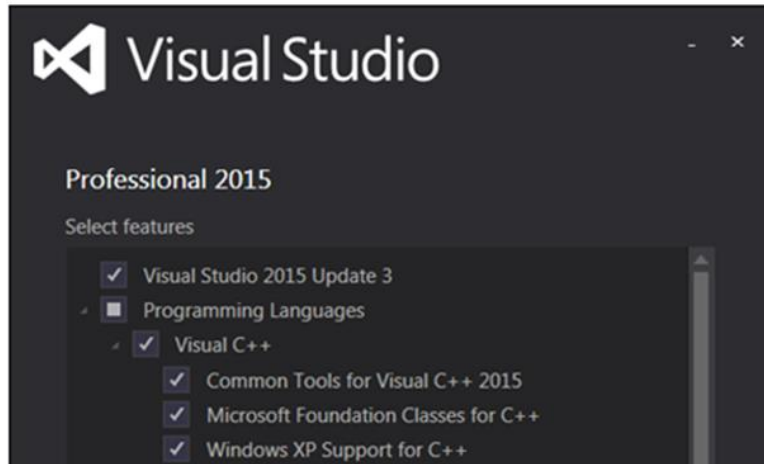 Visual Studio
Professional 2015
Select features
Visual Studio 2015 Update 3
Programming Languages
Visual C++
Common Tools for Visual C++ 2015
Microsoft Foundation Classes for C++
Windows XP Support for C++